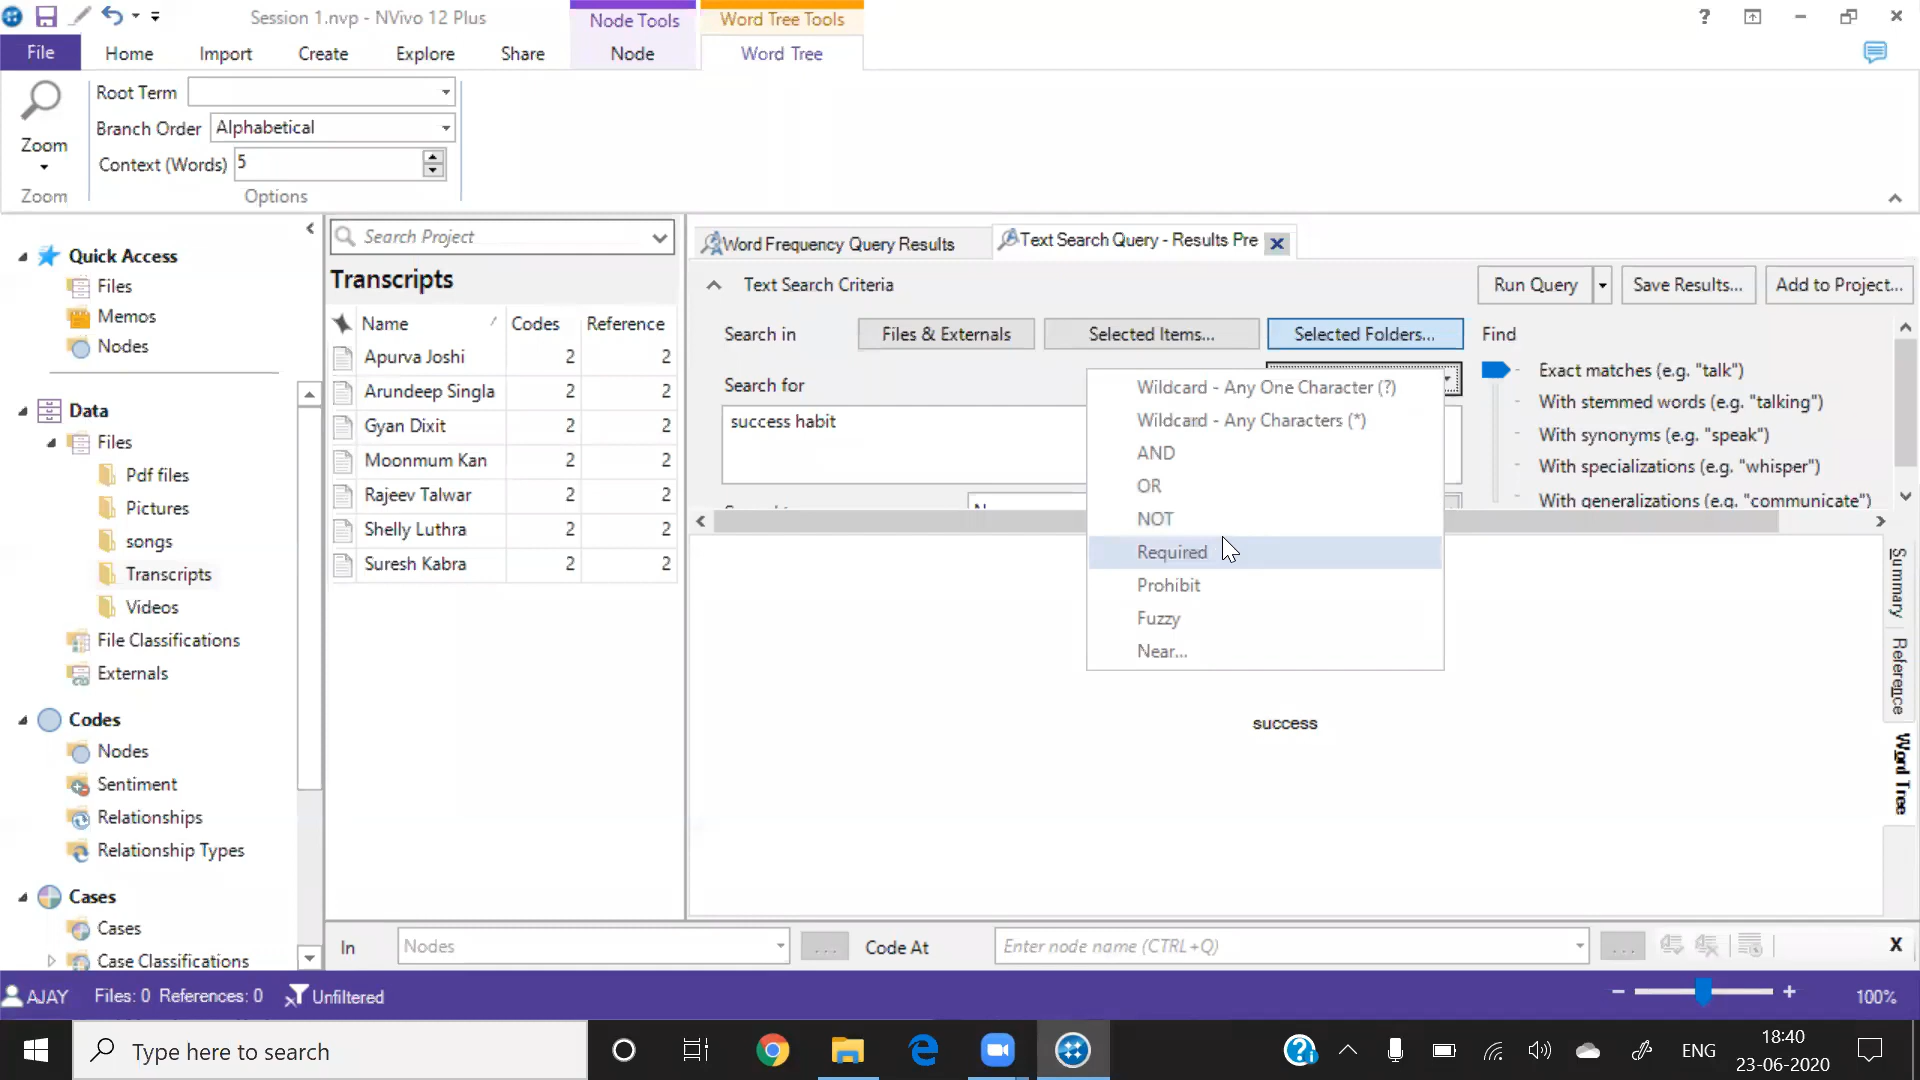 Session 1.nvp - NVivo 12 Plus
Node Tools
Word Tree Tools
?
File
Home
Import
Create
Explore
Share
Node
Word Tree
Zoom
Zoom
Root Term
Branch Order
Alphabetical
Context (Words)
5
Options
Quick Access
Files
Memos
Nodes
Data
Files
Pdf files
Pictures
songs
Transcripts
Videos
File Classifications
Externals
Codes
Nodes
Sentiment
Relationships
Relationship Types
Cases
Cases
Case Classifications
Search Project
Transcripts
Name Codes Reference
Apurva Joshi 2 2
Arundeep Singla 2 2
Gyan Dixit 2 2
Moonmum Kan 2 2
Rajeev Talwar 2 2
Shelly Luthra 2 2
Suresh Kabra 2 2
Word Frequency Query Results
Text Search Query - Results Pre
Text Search Criteria
Run Query
Save Results...
Add to Project...
Search in
Files & Externals
Selected Items...
Selected Folders...
Find
Search for
success habit
Exact matches (e.g. "talk")
With stemmed words (e.g. "talking")
With synonyms (e.g. "speak")
With specializations (e.g. "whisper")
With generalizations (e.g. "communicate")
Wildcard - Any One Character (?)
Wildcard - Any Characters (*)
AND
OR
NOT
Required
Prohibit
Fuzzy
Near...
success
Summary
Reference
Word Tree
In
Nodes
...
Code At
Enter node name (CTRL+Q)
...
X
AJAY
Files: 0 References: 0
Unfiltered
100%
Type here to search
ENG
18:40
23-06-2020